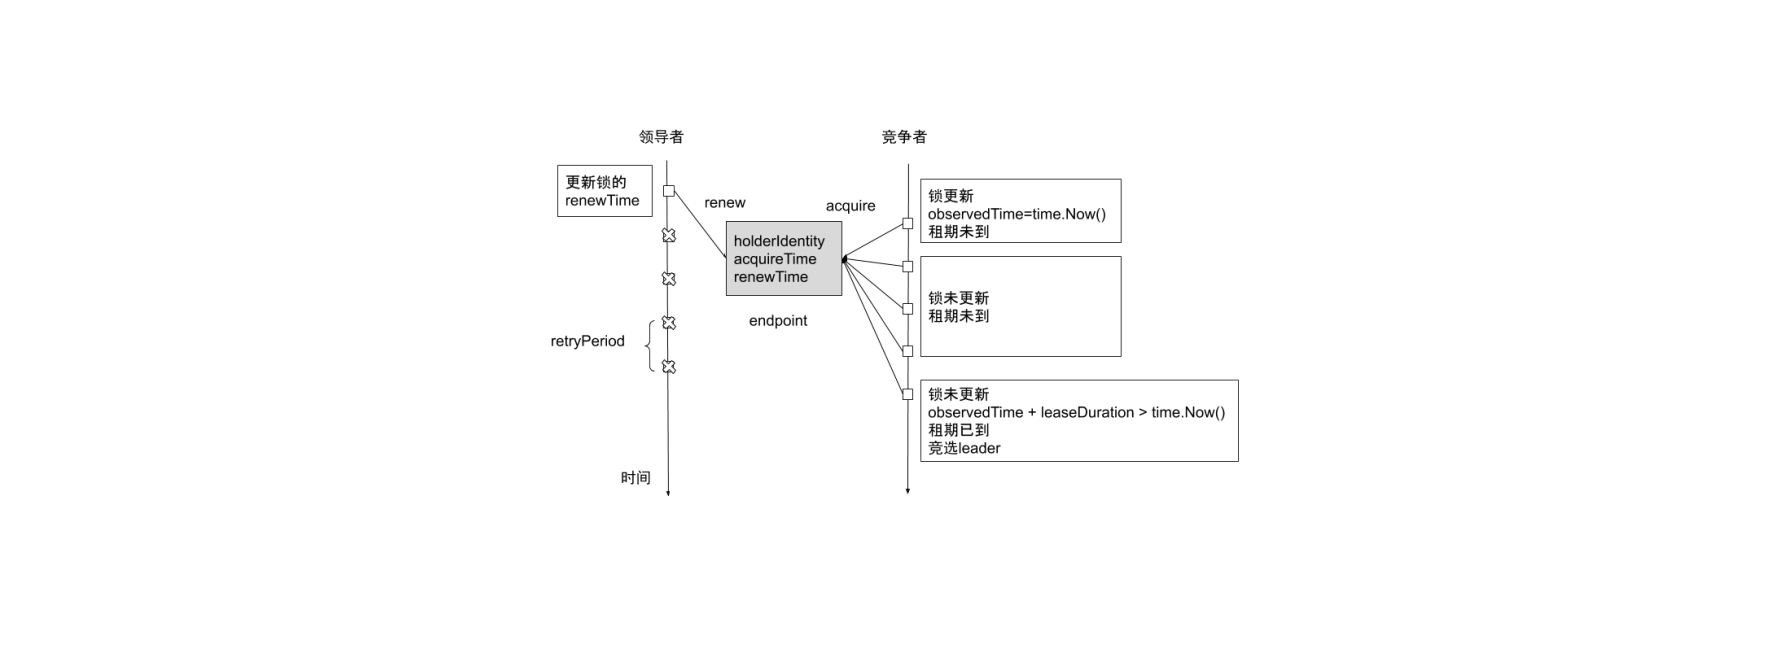 领导者
竞争者
更新锁的
renewTime
renew
acquire
holderIdentity
acquireTime
renewTime
endpoint
retryPeriod
时间
锁更新
observedTime=time.Now()
租期未到
锁未更新
租期未到
锁未更新
observedTime + leaseDuration > time.Now()
租期已到
竞选leader